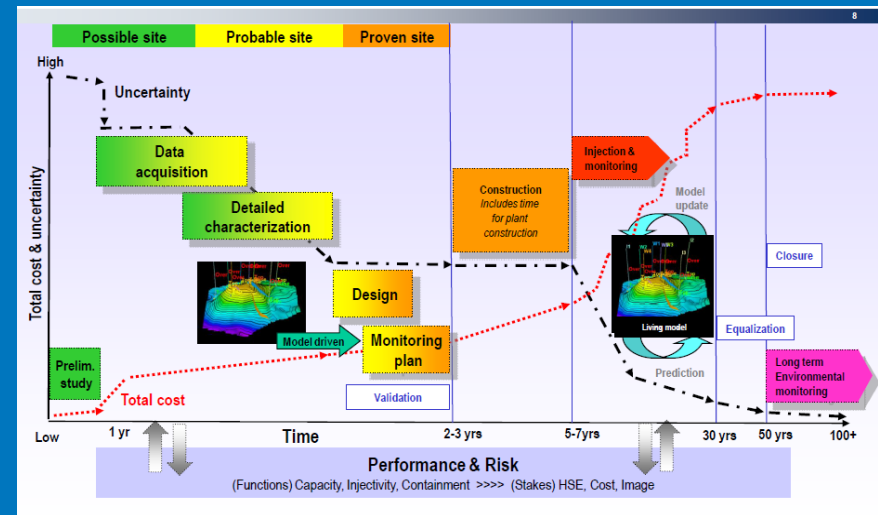 8
Possible site
Probable site
Proven site
High
Uncertainty
Data
acquisition
Detailed
characterization
Injection &
monitoring
Construction
Includes time
for plant
construction
Model
update
Closure
Total cost & uncertainty
Design
Living model
Model driven
Monitoring
plan
Equalization
Prelim.
study
Prediction
Long term
Environmental
monitoring
Total cost
Validation
Low
1 yr
Time
2-3 yrs
5-7yrs
30 yrs
50 yrs
100+
Performance & Risk
(Functions) Capacity, Injectivity, Containment >>>> (Stakes) HSE, Cost, Image